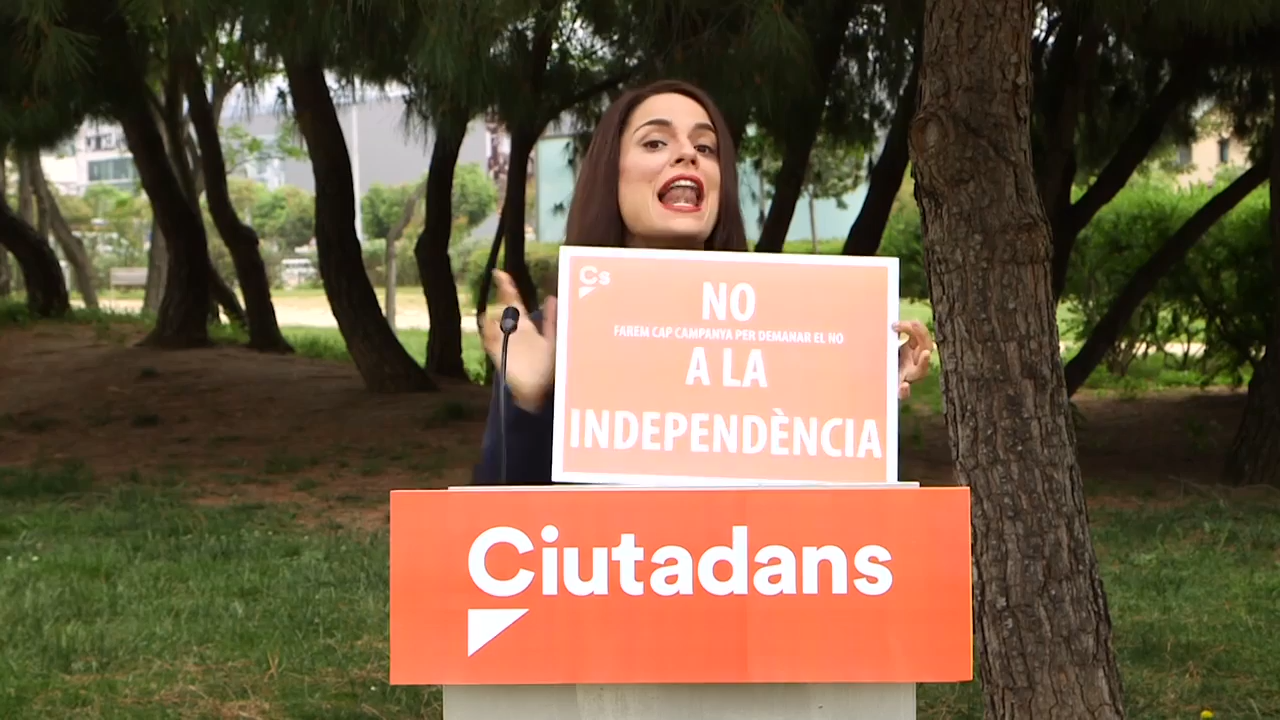 Cs
NO
FAREM CAP CAMPANYA PER DEMANAR EL NO
A LA
INDEPENDÈNCIA
Ciutadans